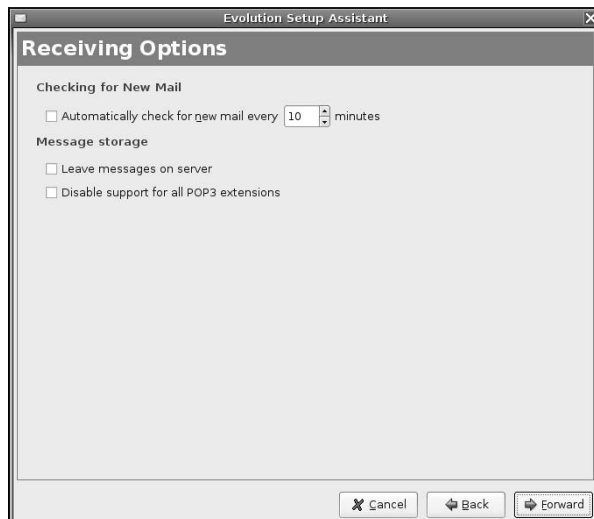 Evolution Setup Assistant
Receiving Options
Checking for New Mail
Automatically check for new mail every 10 minutes
Message storage
Leave messages on server
Disable support for all POP3 extensions
Cancel Back Forward